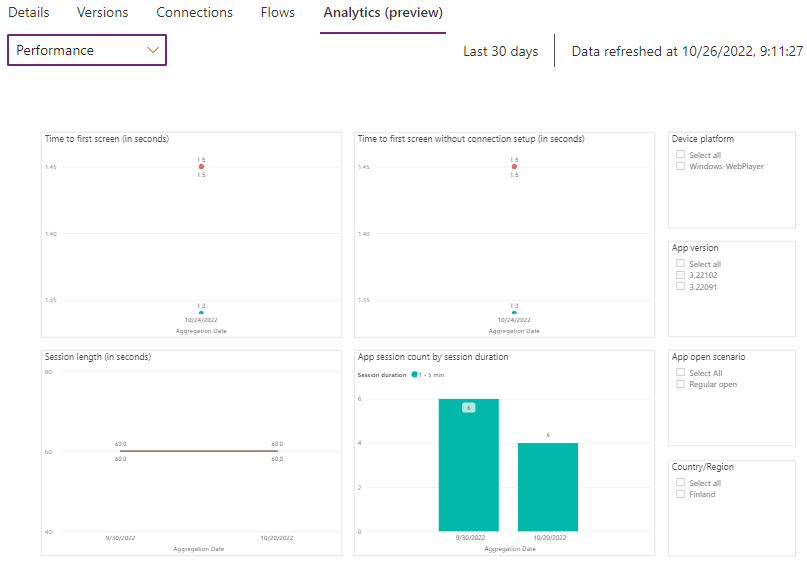 Details Versions Connections Flows Analytics (preview)
Performance
Last 30 days
Data refreshed at 10/26/2022, 9:11:27
Time to first screen (in seconds)
1.5
1.45
1.5
1.40
1.35
1.3
10/24/2022
Aggregation Date
Time to first screen without connection setup (in seconds)
1.5
1.45
1.5
1.40
1.35
1.3
10/24/2022
Aggregation Date
Device platform
Select all
Windows-WebPlayer
App version
Select all
3.22102
3.22091
Session length (in seconds)
80
60.0 60.0
60
60.0 60.0
40
9/30/2022 10/20/2022
Aggregation Date
App session count by session duration
Session duration 1 - 5 min
6
6
4
4
2
0
9/30/2022 10/20/2022
Aggregation Date
App open scenario
Select All
Regular open
Country/Region
Select all
Finland